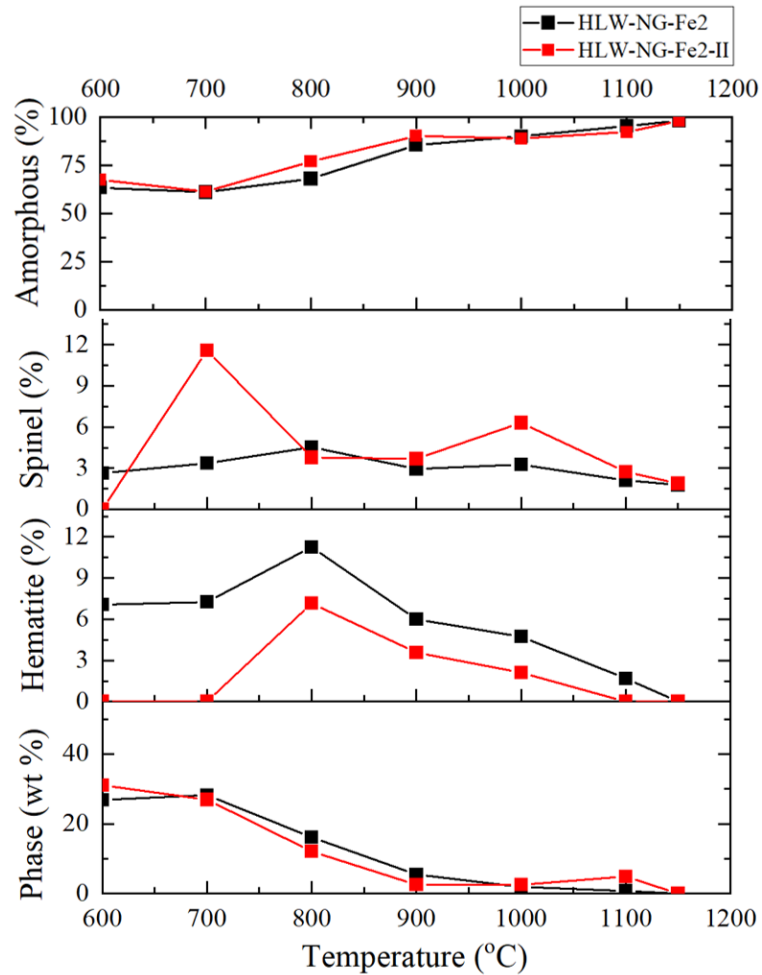 HLW-NG-Fe2
HLW-NG-Fe2-II
600 700 800 900 1000 1100 1200
Amorphous (%)
100
75
50
25
0
Spinel (%)
12
9
6
3
0
Hematite (%)
12
9
6
3
0
Phase (wt %)
40
20
0
600 700 800 900 1000 1100 1200
Temperature (°C)